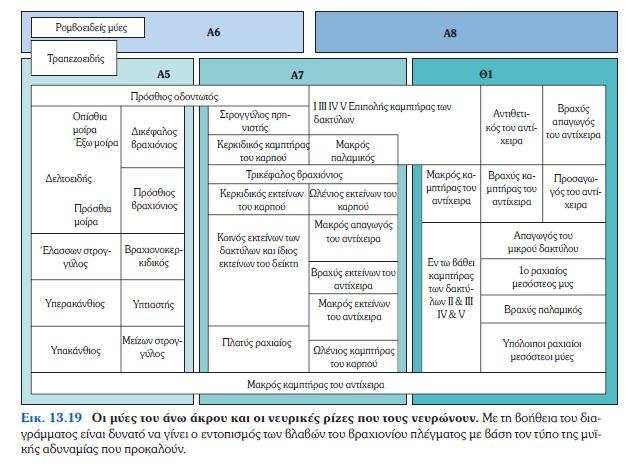 Ρομβοειδείς μύες
Α6
Α8
Τραπεζοειδής
Α5
Α7
Θ1
Πρόσθιος οδοντωτός
Οπίσθια
μοίρα
Έξω μοίρα
Δελτοειδής
Πρόσθια
μοίρα
Δικέφαλος
βραχιόνιος
Πρόσθιος
βραχιόνιος
Έλασσων στρογ-
γύλος
Βραχιονοκερ-
κιδικός
Υπερακάνθιος
Υπτιαστής
Υπακάνθιος
Μείζων στρογ-
γύλος
Στρογγύλος πρη-
νιστής
Κερκιδικός καμπτήρας
του καρπού
Μακρός
παλαμικός
Ι ΙΙΙ IV V Επιπολής καμπτήρας των
δακτύλων
Τρικέφαλος βραχιόνιος
Κερκιδικός εκτείνων
του καρπού
Ωλένιος εκτείνων του
καρπού
Κοινός εκτείνων των
δακτύλων και ίδιος
εκτείνων του δείκτη
Μακρός απαγωγός
του αντίχειρα
Βραχύς εκτείνων του
αντίχειρα
Μακρός εκτείνων
του αντίχειρα
Πλατύς ραχιαίος
Ωλένιος καμπτήρας
του καρπού
Αντιθετι-
κός του αντί-
χειρα
Βραχύς
απαγωγός
του αντίχειρα
Μακρός κα-
μπτήρας του
αντίχειρα
Βραχύς κα-
μπτήρας του
αντίχειρα
Προσαγω-
γός του αντί-
χειρα
Εν τω βάθει
καμπτήρας
των δακτύ-
λων ΙΙ & ΙΙΙ
IV & V
Απαγωγός του
μικρού δακτύλου
1ο ραχιαίος
μεσόστεος μυς
Βραχύς παλαμικός
Υπόλοιποι ραχιαίοι
μεσόστεοι μύες
Μακρός καμπτήρας του αντίχειρα
Εικ. 13.19 Οι μύες του άνω άκρου και οι νευρικές ρίζες που τους νευρώνουν. Με τη βοήθεια του δια-
γράμματος είναι δυνατό να γίνει ο εντοπισμός των βλαβών του βραχιονίου πλέγματος με βάση τον τύπο της μυϊ-
κής αδυναμίας που προκαλούν.